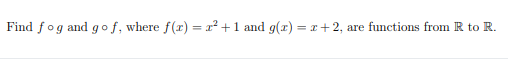 Find f ∘ g and g ∘ f, where f(x) = x² + 1 and g(x) = x + 2, are functions from ℝ to ℝ.